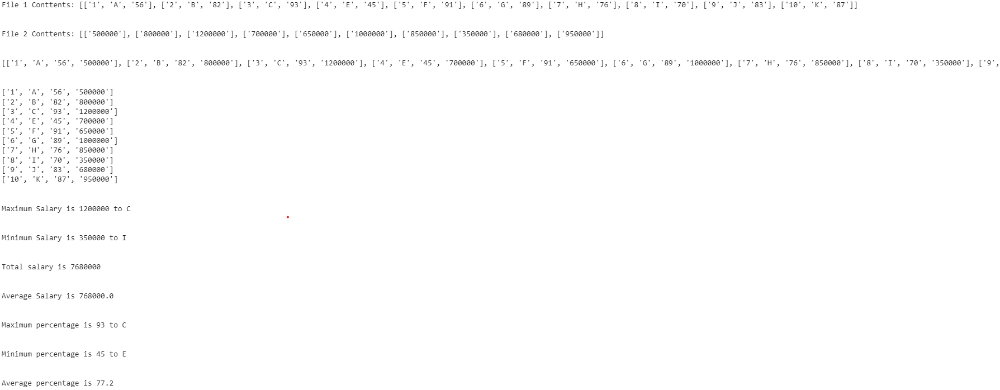 File 1 Conttents: [['1', 'A', '56'], ['2', 'B', '82'], ['3', 'C', '93'], ['4', 'E', '45'], ['5', 'F', '91'], ['6', 'G', '89'], ['7', 'H', '76'], ['8', 'I', '70'], ['9', 'J', '83'], ['10', 'K', '87']]
File 2 Conttents: [['500000'], ['800000'], ['1200000'], ['700000'], ['650000'], ['1000000'], ['850000'], ['350000'], ['680000'], ['950000']]
[['1', 'A', '56', '500000'], ['2', 'B', '82', '800000'], ['3', 'C', '93', '1200000'], ['4', 'E', '45', '700000'], ['5', 'F', '91', '650000'], ['6', 'G', '89', '1000000'], ['7', 'H', '76', '850000'], ['8', 'I', '70', '350000'], ['9',
['1', 'A', '56', '500000']
['2', 'B', '82', '800000']
['3', 'C', '93', '1200000']
['4', 'E', '45', '700000']
['5', 'F', '91', '650000']
['6', 'G', '89', '1000000']
['7', 'H', '76', '850000']
['8', 'I', '70', '350000']
['9', 'J', '83', '680000']
['10', 'K', '87', '950000']
Maximum Salary is 1200000 to C
Minimum Salary is 350000 to I
Total salary is 7680000
Average Salary is 768000.0
Maximum percentage is 93 to C
Minimum percentage is 45 to E
Average percentage is 77.2